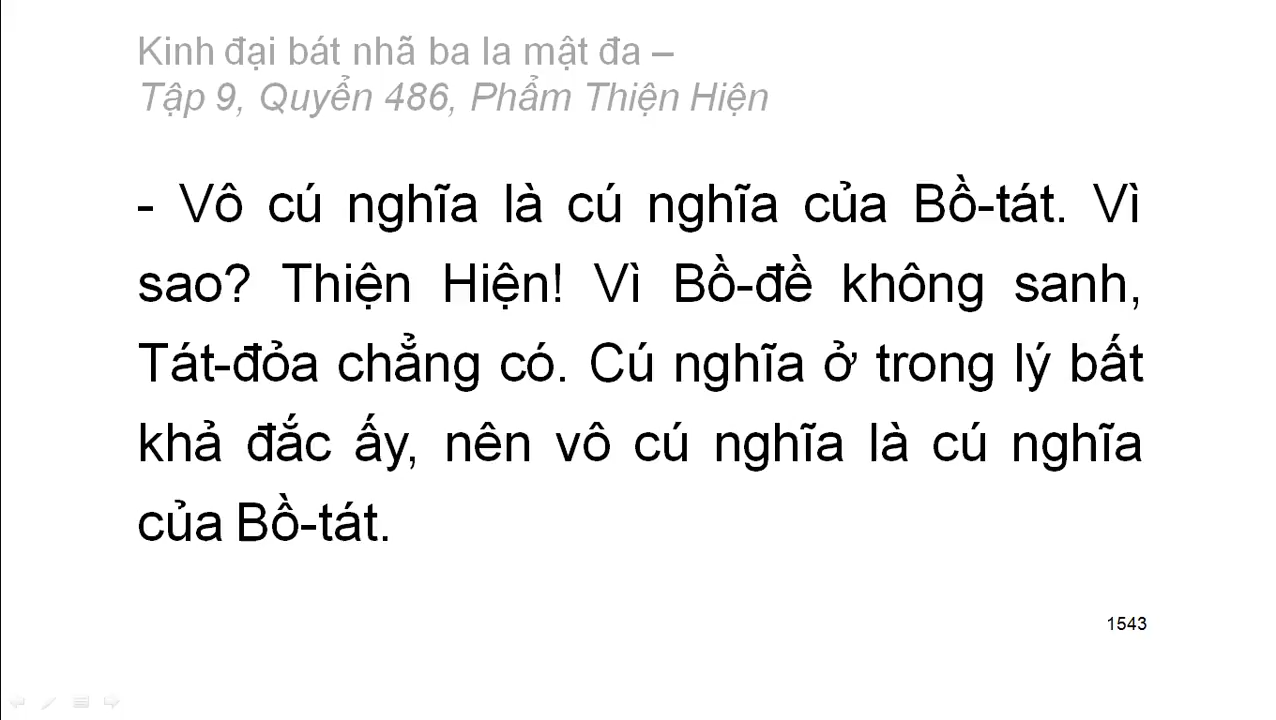 Kinh đại bát nhã ba la mật đa –
Tập 9, Quyển 486, Phẩm Thiện Hiện
- Vô cú nghĩa là cú nghĩa của Bồ-tát. Vì
sao? Thiện Hiện! Vì Bồ-đề không sanh,
Tát-đỏa chẳng có. Cú nghĩa ở trong lý bất
khả đắc ấy, nên vô cú nghĩa là cú nghĩa
của Bồ-tát.
1543